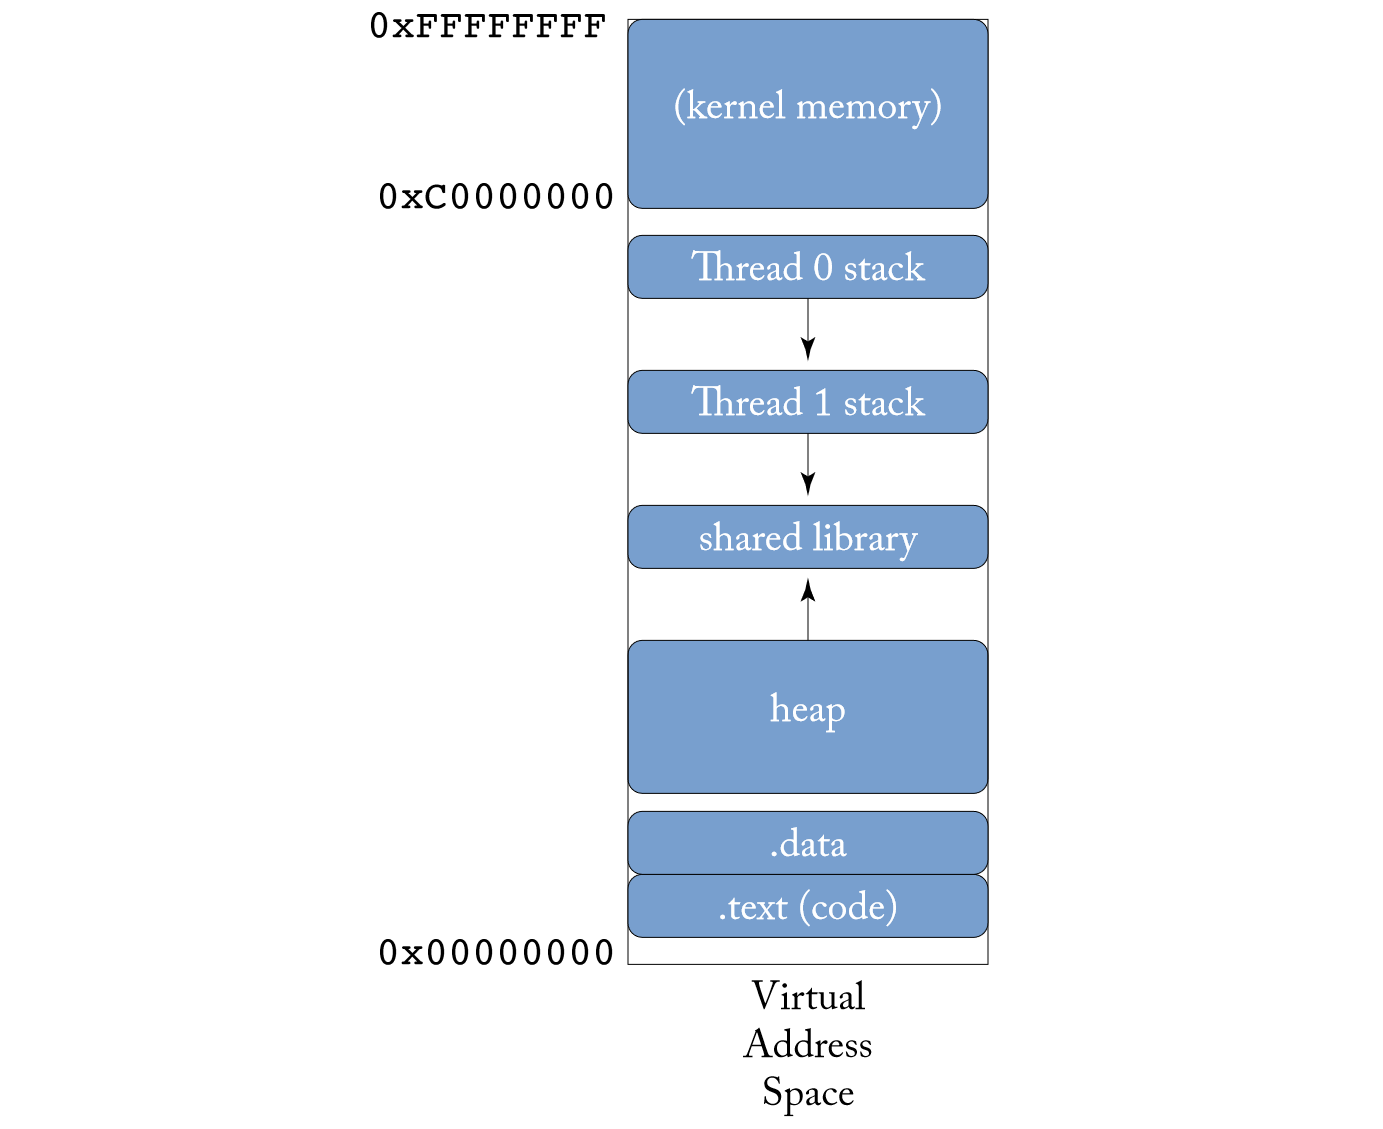 0xFFFFFFFF
(kernel memory)
0xC0000000
Thread 0 stack
Thread 1 stack
shared library
heap
.data
.text (code)
0x00000000
Virtual
Address
Space